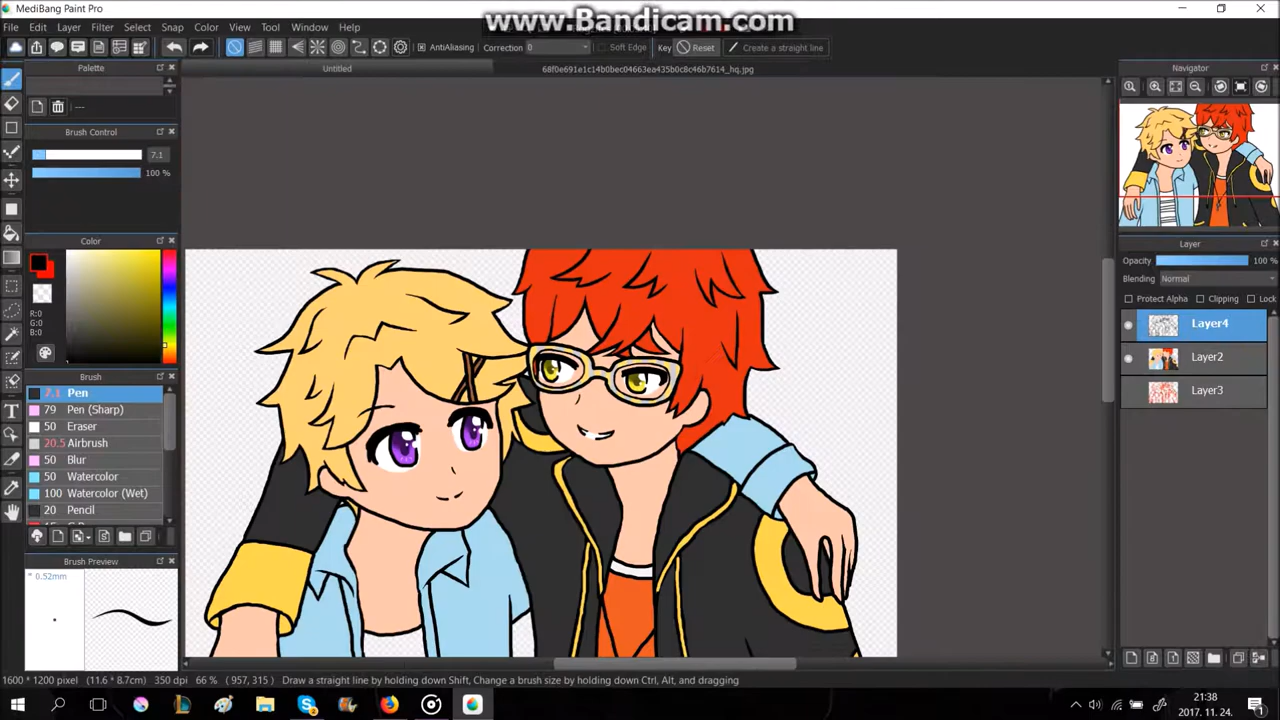 MediBang Paint Pro
www.Bandicam.com
File Edit Layer Filter Select Snap Color View Tool Window Help
AntiAliasing Correction 0 Soft Edge Key Reset Create a straight line
Palette
Untitled
68f0e691e1c14b0bec04663ea435b0c8c46b7614_hq.jpg
Navigator
---
Brush Control
7.1
100 %
Color
R:0
G:0
B:0
Layer
Opacity 100 %
Blending Normal
Protect Alpha Clipping Lock
Layer4
Layer2
Layer3
Brush
7.1 Pen
79 Pen (Sharp)
50 Eraser
20.5 Airbrush
50 Blur
50 Watercolor
100 Watercolor (Wet)
20 Pencil
Brush Preview
* 0.52mm
1600 * 1200 pixel (11.6 * 8.7cm) 350 dpi 66 % ( 957, 315 ) Draw a straight line by holding down Shift, Change a brush size by holding down Ctrl, Alt, and dragging
21:38
2017. 11. 24.